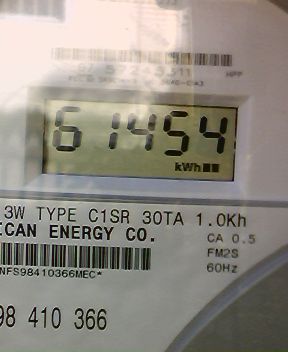 61454
kWh
3W TYPE C1SR 30TA 1.0Kh
ICAN ENERGY CO.
CA 0.5
FM2S
NFS98410366MEC*
60Hz
98 410 366